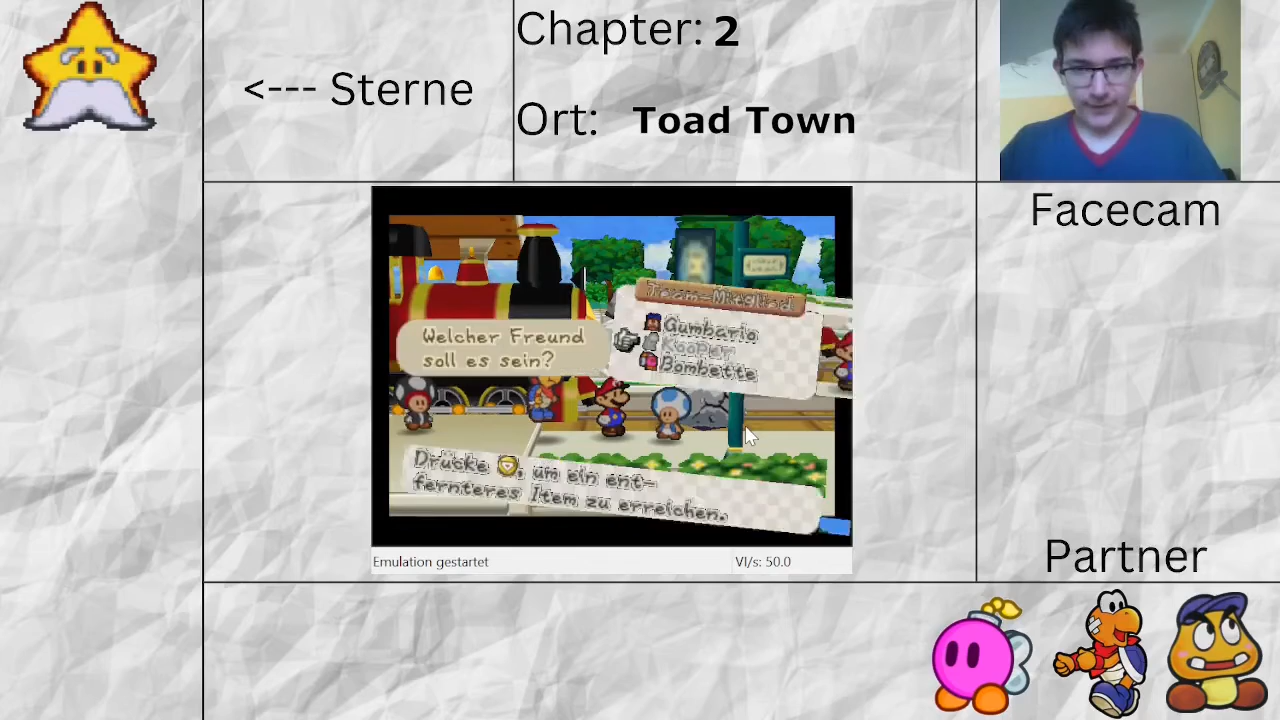 Chapter: 2
<--- Sterne
Ort: Toad Town
Facecam
Team-Mitglied
Gumbario
Kooper
Bombette
Welcher Freund
soll es sein?
Drücke , um ein ent-
fernteres Item zu erreichen.
Emulation gestartet
VI/s: 50.0
Partner